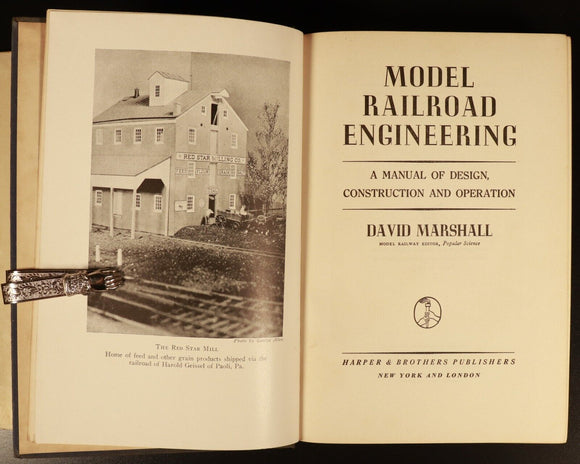 RED STAR MILLING CO.
Photo by George Allen
THE RED STAR MILL
Home of feed and other grain products shipped via the
railroad of Harold Geissel of Paoli, Pa.
MODEL
RAILROAD
ENGINEERING
A MANUAL OF DESIGN,
CONSTRUCTION AND OPERATION
DAVID MARSHALL
MODEL RAILWAY EDITOR, Popular Science
HARPER & BROTHERS PUBLISHERS
NEW YORK AND LONDON